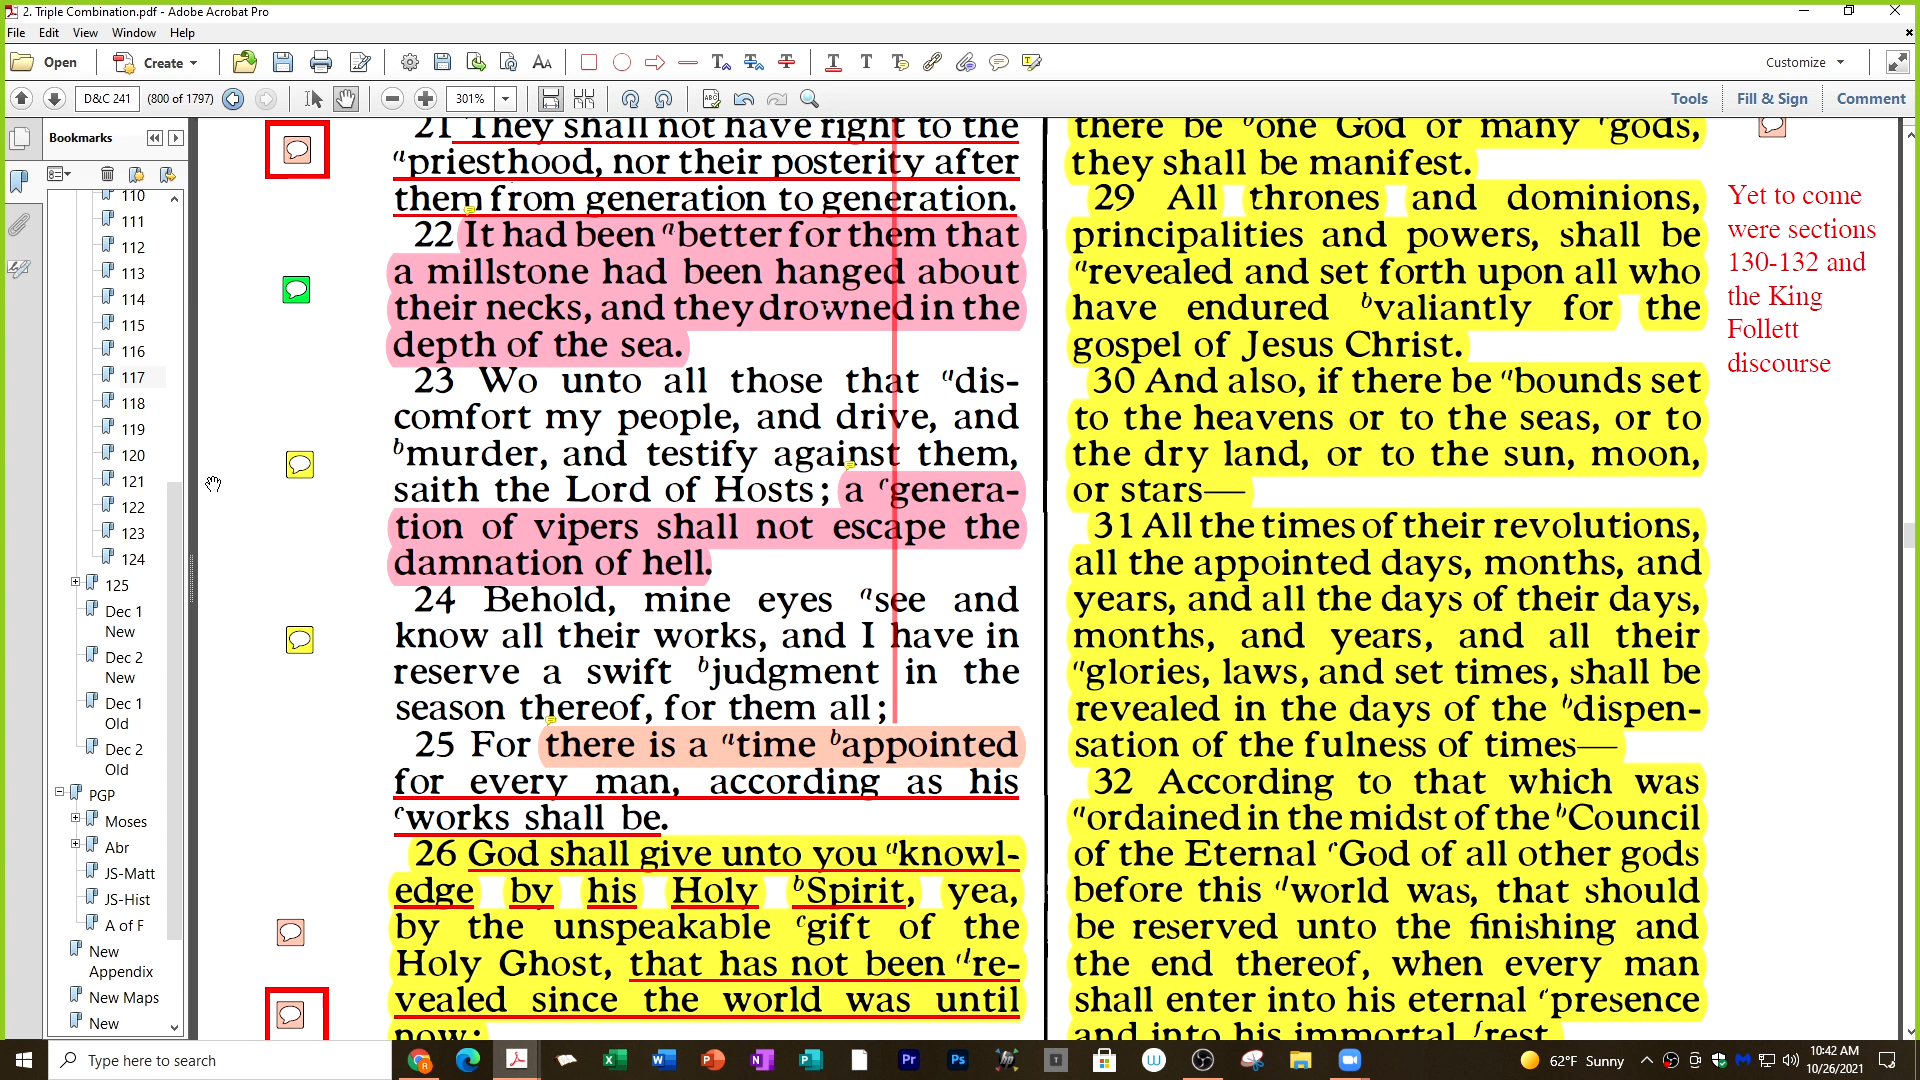 2. Triple Combination.pdf - Adobe Acrobat Pro
File Edit View Window Help
Open Create Customize
D&C 241 (800 of 1797) 301% Tools Fill & Sign Comment
Bookmarks
110
111
112
113
114
115
116
117
118
119
120
121
122
123
124
125
Dec 1
New
Dec 2
New
Dec 1
Old
Dec 2
Old
PGP
Moses
Abr
JS-Matt
JS-Hist
A of F
New
Appendix
New Maps
New
21 They shall not have right to the
a priesthood, nor their posterity after
them from generation to generation.
22 It had been a better for them that
a millstone had been hanged about
their necks, and they drowned in the
depth of the sea.
23 Wo unto all those that a dis-
comfort my people, and drive, and
b murder, and testify against them,
saith the Lord of Hosts; a c genera-
tion of vipers shall not escape the
damnation of hell.
24 Behold, mine eyes a see and
know all their works, and I have in
reserve a swift b judgment in the
season thereof, for them all;
25 For there is a a time b appointed
for every man, according as his
c works shall be.
26 God shall give unto you a knowl-
edge by his Holy b Spirit, yea,
by the unspeakable c gift of the
Holy Ghost, that has not been d re-
vealed since the world was until
now;
there be b one God or many c gods,
they shall be manifest.
29 All thrones and dominions,
principalities and powers, shall be
a revealed and set forth upon all who
have endured b valiantly for the
gospel of Jesus Christ.
30 And also, if there be a bounds set
to the heavens or to the seas, or to
the dry land, or to the sun, moon,
or stars—
31 All the times of their revolutions,
all the appointed days, months, and
years, and all the days of their days,
months, and years, and all their
a glories, laws, and set times, shall be
revealed in the days of the b dispen-
sation of the fulness of times—
32 According to that which was
a ordained in the midst of the b Council
of the Eternal c God of all other gods
before this d world was, that should
be reserved unto the finishing and
the end thereof, when every man
shall enter into his eternal e presence
and into his immortal f rest.
Yet to come
were sections
130-132 and
the King
Follett
discourse
Type here to search
62°F Sunny
10:42 AM
10/26/2021